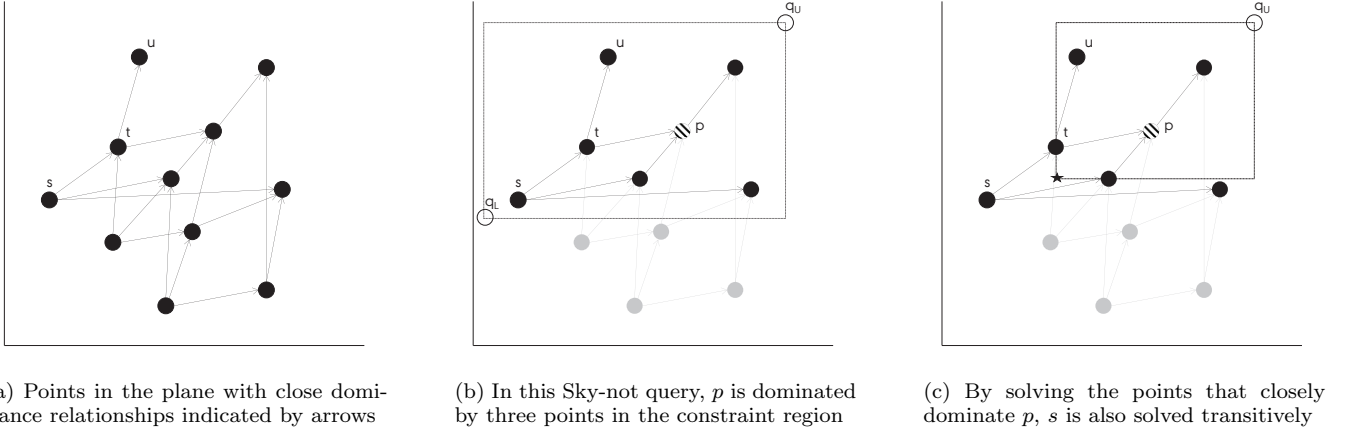 u
t
s
qU
u
t
p
s
qL
qU
u
t
p
s
a) Points in the plane with close domi-
ance relationships indicated by arrows
(b) In this Sky-not query, p is dominated
by three points in the constraint region
(c) By solving the points that closely
dominate p, s is also solved transitively